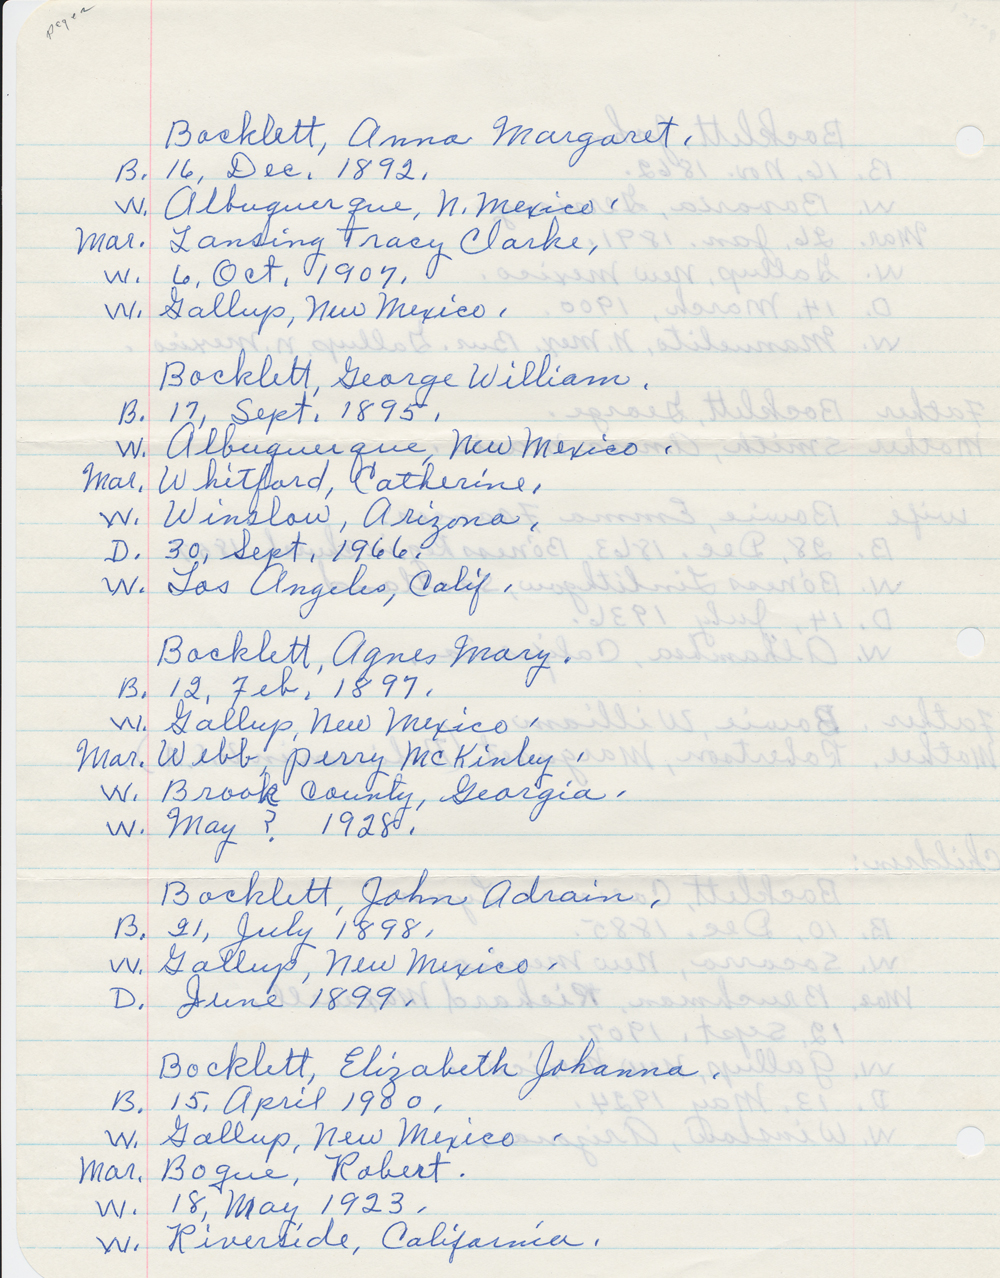 Bocklett, Anna Margaret.
B. 16, Dec. 1892.
W. Albuquerque, N. Mexico.
Mar. Lansing Tracy Clarke,
W. 6, Oct, 1907.
W. Gallup, New Mexico.
Bocklett, George William.
B. 17, Sept. 1895.
W. Albuquerque, New Mexico.
Mar. Whitford, Catherine,
W. Winslow, Arizona,
D. 30, Sept. 1966.
W. Los Angeles, Calif.
Bocklett, Agnes Mary.
B. 12, Feb, 1897.
W. Gallup, New Mexico.
Mar. Webb, Perry McKinley.
W. Brook County, Georgia.
W. May ? 1928.
Bocklett, John Adrain,
B. 21, July 1898.
W. Gallup, New Mexico.
D. June 1899.
Bocklett, Elizabeth Johanna.
B. 15, April 1900,
W. Gallup, New Mexico
Mar. Bogue, Robert.
W. 18, May 1923.
W. Riverside, California.